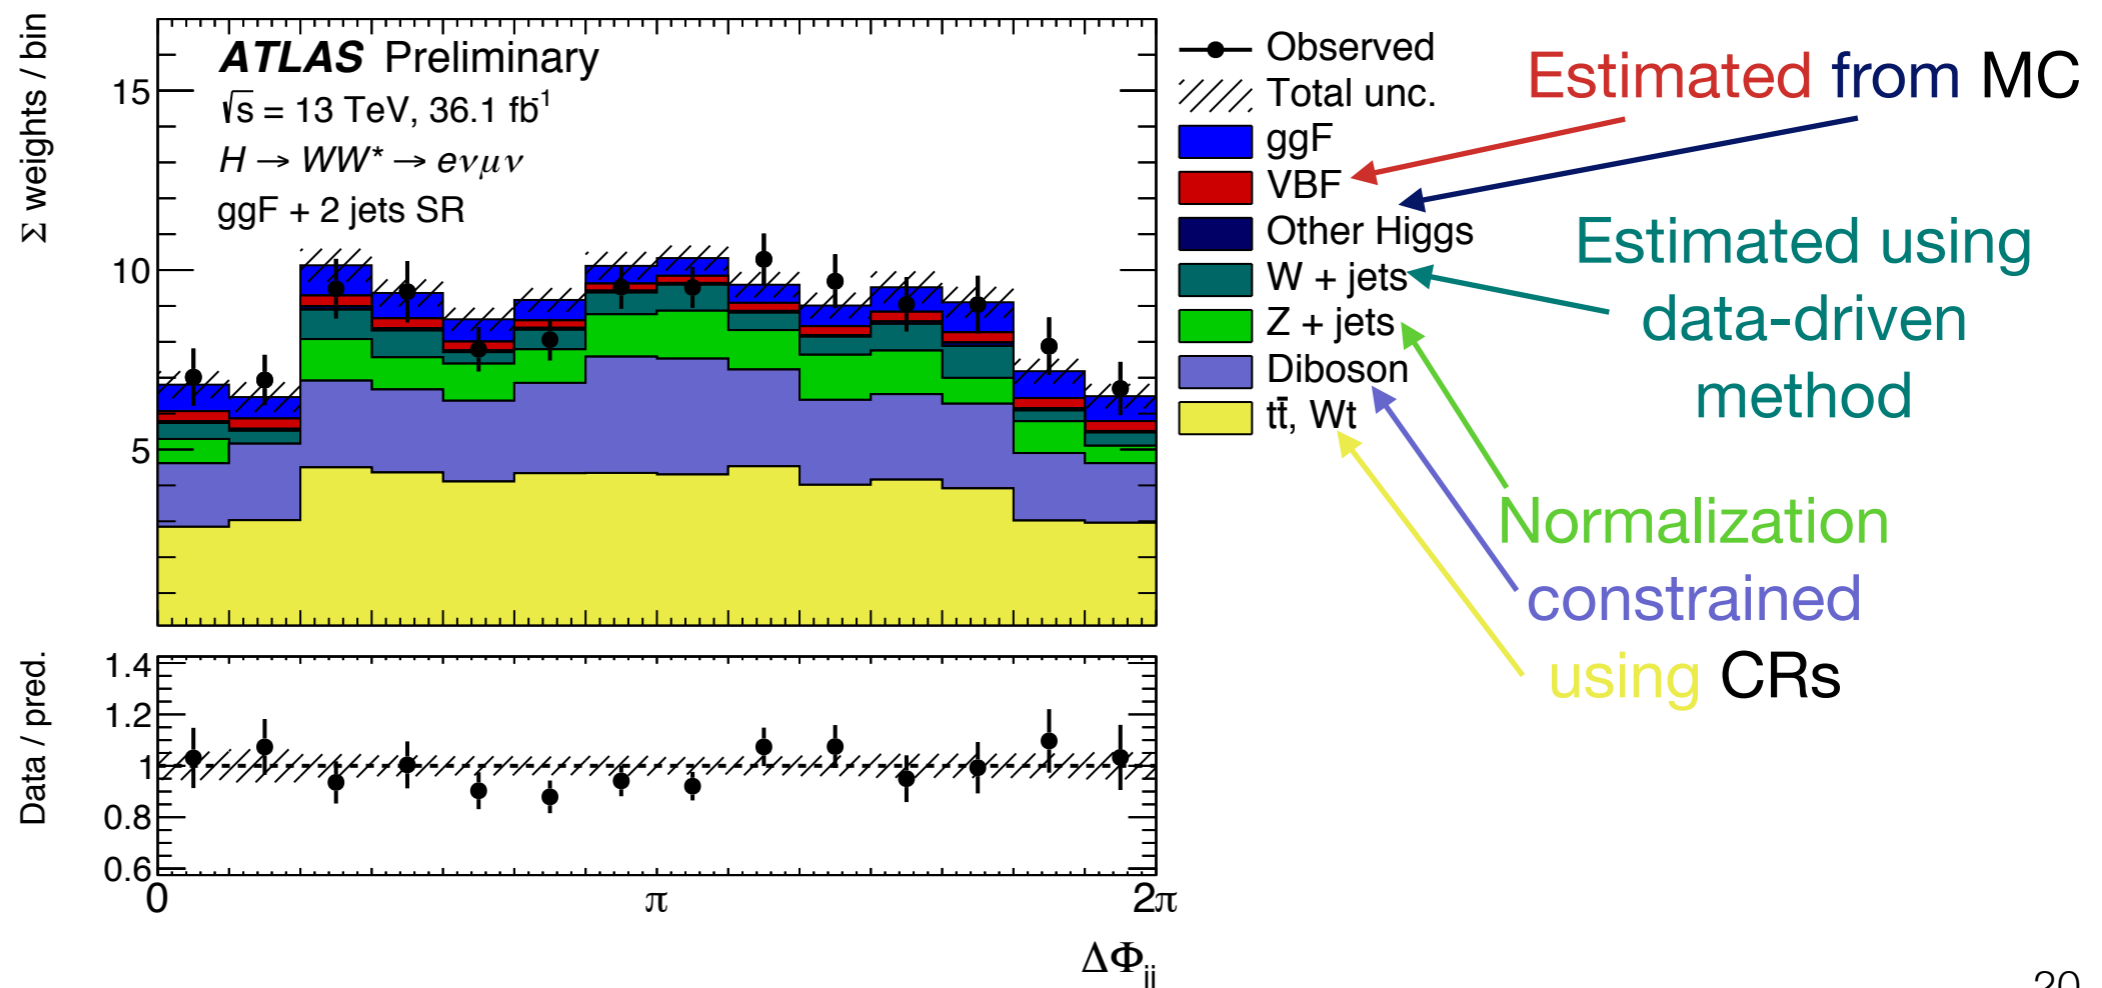 Σ weights / bin
15
10
5
ATLAS Preliminary
√s = 13 TeV, 36.1 fb⁻¹
H → WW* → eνμν
ggF + 2 jets SR
Observed
Total unc.
ggF
VBF
Other Higgs
W + jets
Z + jets
Diboson
tt̄, Wt
Estimated from MC
Estimated using
data-driven
method
Normalization
constrained
using CRs
Data / pred.
1.4
1.2
1
0.8
0.6
0 π 2π
ΔΦjj
20